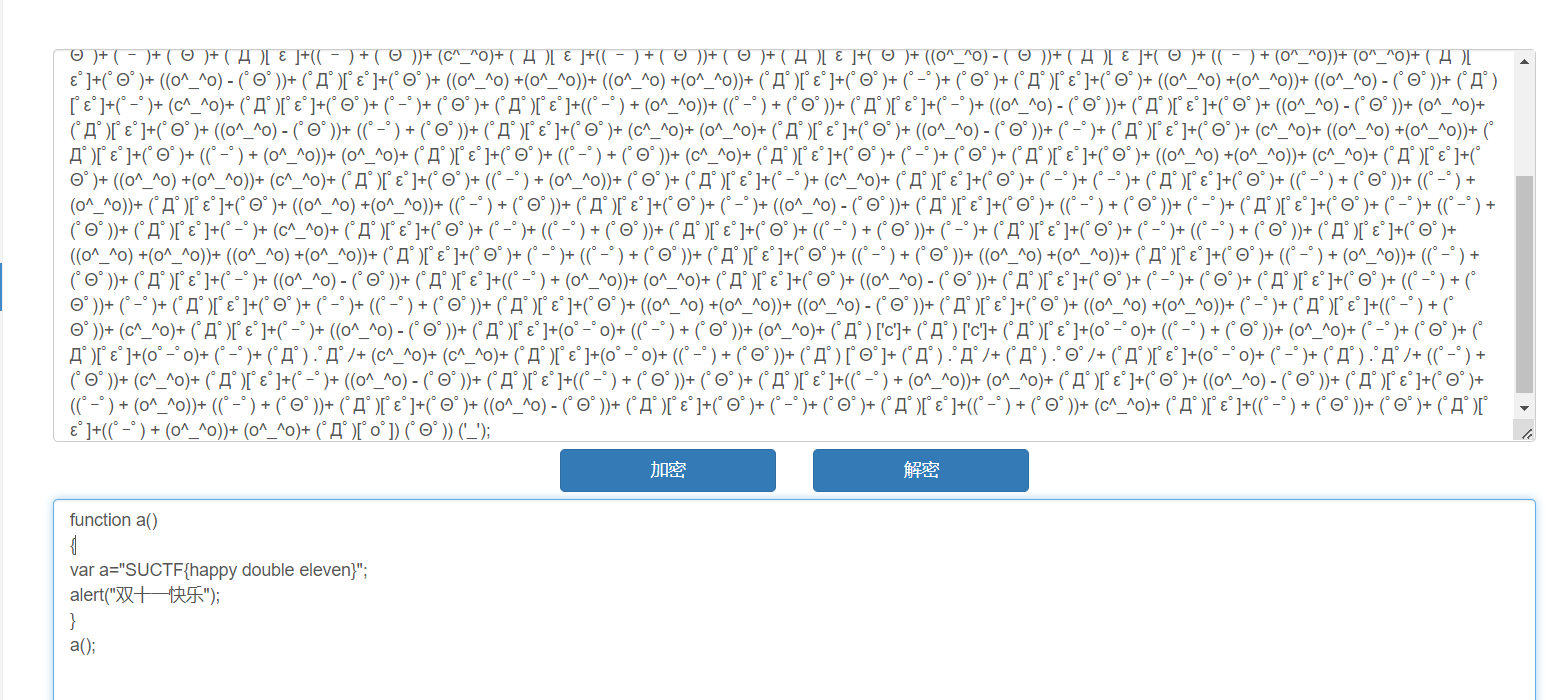 εﾟ]+(ﾟΘﾟ)+ ((o^_^o) - (ﾟΘﾟ))+ (ﾟДﾟ)[ﾟεﾟ]+(ﾟΘﾟ)+ ((o^_^o) +(o^_^o))+ ((o^_^o) +(o^_^o))+ (ﾟДﾟ)[ﾟεﾟ]+(ﾟΘﾟ)+ (ﾟｰﾟ)+ (ﾟΘﾟ)+ (ﾟДﾟ)[ﾟεﾟ]+(ﾟΘﾟ)+ ((o^_^o) +(o^_^o))+ ((o^_^o) - (ﾟΘﾟ))+ (ﾟДﾟ)
[ﾟεﾟ]+(ﾟｰﾟ)+ (c^_^o)+ (ﾟДﾟ)[ﾟεﾟ]+(ﾟΘﾟ)+ (ﾟｰﾟ)+ (ﾟΘﾟ)+ (ﾟДﾟ)[ﾟεﾟ]+((ﾟｰﾟ) + (o^_^o))+ ((ﾟｰﾟ) + (ﾟΘﾟ))+ (ﾟДﾟ)[ﾟεﾟ]+(ﾟｰﾟ)+ ((o^_^o) - (ﾟΘﾟ))+ (ﾟДﾟ)[ﾟεﾟ]+(ﾟΘﾟ)+ ((o^_^o) - (ﾟΘﾟ))+ (o^_^o)+
(ﾟДﾟ)[ﾟεﾟ]+(ﾟΘﾟ)+ ((o^_^o) - (ﾟΘﾟ))+ ((ﾟｰﾟ) + (ﾟΘﾟ))+ (ﾟДﾟ)[ﾟεﾟ]+(ﾟΘﾟ)+ (c^_^o)+ (o^_^o)+ (ﾟДﾟ)[ﾟεﾟ]+(ﾟΘﾟ)+ ((o^_^o) - (ﾟΘﾟ))+ (ﾟｰﾟ)+ (ﾟДﾟ)[ﾟεﾟ]+(ﾟΘﾟ)+ (c^_^o)+ ((o^_^o) +(o^_^o))+ (ﾟ
Дﾟ)[ﾟεﾟ]+(ﾟΘﾟ)+ ((ﾟｰﾟ) + (o^_^o))+ (o^_^o)+ (ﾟДﾟ)[ﾟεﾟ]+(ﾟΘﾟ)+ ((ﾟｰﾟ) + (ﾟΘﾟ))+ (c^_^o)+ (ﾟДﾟ)[ﾟεﾟ]+(ﾟΘﾟ)+ (ﾟｰﾟ)+ (ﾟΘﾟ)+ (ﾟДﾟ)[ﾟεﾟ]+(ﾟΘﾟ)+ ((o^_^o) +(o^_^o))+ (c^_^o)+ (ﾟДﾟ)[ﾟεﾟ]+(ﾟ
Θﾟ)+ ((o^_^o) +(o^_^o))+ (c^_^o)+ (ﾟДﾟ)[ﾟεﾟ]+(ﾟΘﾟ)+ ((ﾟｰﾟ) + (o^_^o))+ (ﾟΘﾟ)+ (ﾟДﾟ)[ﾟεﾟ]+(ﾟｰﾟ)+ (c^_^o)+ (ﾟДﾟ)[ﾟεﾟ]+(ﾟΘﾟ)+ (ﾟｰﾟ)+ (ﾟｰﾟ)+ (ﾟДﾟ)[ﾟεﾟ]+(ﾟΘﾟ)+ ((ﾟｰﾟ) + (ﾟΘﾟ))+ ((ﾟｰﾟ) +
(o^_^o))+ (ﾟДﾟ)[ﾟεﾟ]+(ﾟΘﾟ)+ ((o^_^o) +(o^_^o))+ ((ﾟｰﾟ) + (ﾟΘﾟ))+ (ﾟДﾟ)[ﾟεﾟ]+(ﾟΘﾟ)+ (ﾟｰﾟ)+ ((o^_^o) - (ﾟΘﾟ))+ (ﾟДﾟ)[ﾟεﾟ]+(ﾟΘﾟ)+ ((ﾟｰﾟ) + (ﾟΘﾟ))+ (ﾟｰﾟ)+ (ﾟДﾟ)[ﾟεﾟ]+(ﾟΘﾟ)+ (ﾟｰﾟ)+ ((ﾟｰﾟ) +
(ﾟΘﾟ))+ (ﾟДﾟ)[ﾟεﾟ]+(ﾟｰﾟ)+ (c^_^o)+ (ﾟДﾟ)[ﾟεﾟ]+(ﾟΘﾟ)+ (ﾟｰﾟ)+ ((ﾟｰﾟ) + (ﾟΘﾟ))+ (ﾟДﾟ)[ﾟεﾟ]+(ﾟΘﾟ)+ ((ﾟｰﾟ) + (ﾟΘﾟ))+ (ﾟｰﾟ)+ (ﾟДﾟ)[ﾟεﾟ]+(ﾟΘﾟ)+ (ﾟｰﾟ)+ ((ﾟｰﾟ) + (ﾟΘﾟ))+ (ﾟДﾟ)[ﾟεﾟ]+(ﾟΘﾟ)+
((o^_^o) +(o^_^o))+ ((o^_^o) +(o^_^o))+ (ﾟДﾟ)[ﾟεﾟ]+(ﾟΘﾟ)+ (ﾟｰﾟ)+ ((ﾟｰﾟ) + (ﾟΘﾟ))+ (ﾟДﾟ)[ﾟεﾟ]+(ﾟΘﾟ)+ ((ﾟｰﾟ) + (ﾟΘﾟ))+ ((o^_^o) +(o^_^o))+ (ﾟДﾟ)[ﾟεﾟ]+(ﾟΘﾟ)+ ((ﾟｰﾟ) + (o^_^o))+ ((ﾟｰﾟ) +
(ﾟΘﾟ))+ (ﾟДﾟ)[ﾟεﾟ]+(ﾟｰﾟ)+ ((o^_^o) - (ﾟΘﾟ))+ (ﾟДﾟ)[ﾟεﾟ]+((ﾟｰﾟ) + (o^_^o))+ (o^_^o)+ (ﾟДﾟ)[ﾟεﾟ]+(ﾟΘﾟ)+ ((o^_^o) - (ﾟΘﾟ))+ (ﾟДﾟ)[ﾟεﾟ]+(ﾟΘﾟ)+ (ﾟｰﾟ)+ (ﾟΘﾟ)+ (ﾟДﾟ)[ﾟεﾟ]+(ﾟΘﾟ)+ ((ﾟｰﾟ) + (ﾟ
Θﾟ))+ (ﾟｰﾟ)+ (ﾟДﾟ)[ﾟεﾟ]+(ﾟΘﾟ)+ (ﾟｰﾟ)+ ((ﾟｰﾟ) + (ﾟΘﾟ))+ (ﾟДﾟ)[ﾟεﾟ]+(ﾟΘﾟ)+ ((o^_^o) +(o^_^o))+ ((o^_^o) - (ﾟΘﾟ))+ (ﾟДﾟ)[ﾟεﾟ]+(ﾟΘﾟ)+ ((o^_^o) +(o^_^o))+ (ﾟｰﾟ)+ (ﾟДﾟ)[ﾟεﾟ]+((ﾟｰﾟ) + (ﾟ
Θﾟ))+ (c^_^o)+ (ﾟДﾟ)[ﾟεﾟ]+(ﾟｰﾟ)+ ((o^_^o) - (ﾟΘﾟ))+ (ﾟДﾟ)[ﾟεﾟ]+(oﾟｰﾟo)+ ((ﾟｰﾟ) + (ﾟΘﾟ))+ (o^_^o)+ (ﾟДﾟ) ['c']+ (ﾟДﾟ) ['c']+ (ﾟДﾟ)[ﾟεﾟ]+(oﾟｰﾟo)+ ((ﾟｰﾟ) + (ﾟΘﾟ))+ (o^_^o)+ (ﾟｰﾟ)+ (ﾟΘﾟ)+ (ﾟ
Дﾟ)[ﾟεﾟ]+(oﾟｰﾟo)+ (ﾟｰﾟ)+ (ﾟДﾟ) .ﾟДﾟﾉ+ (c^_^o)+ (c^_^o)+ (ﾟДﾟ)[ﾟεﾟ]+(oﾟｰﾟo)+ ((ﾟｰﾟ) + (ﾟΘﾟ))+ (ﾟДﾟ) [ﾟΘﾟ]+ (ﾟДﾟ) .ﾟДﾟﾉ+ (ﾟДﾟ) .ﾟΘﾟﾉ+ (ﾟДﾟ)[ﾟεﾟ]+(oﾟｰﾟo)+ (ﾟｰﾟ)+ (ﾟДﾟ) .ﾟДﾟﾉ+ ((ﾟｰﾟ) +
(ﾟΘﾟ))+ (c^_^o)+ (ﾟДﾟ)[ﾟεﾟ]+(ﾟｰﾟ)+ ((o^_^o) - (ﾟΘﾟ))+ (ﾟДﾟ)[ﾟεﾟ]+((ﾟｰﾟ) + (ﾟΘﾟ))+ (ﾟΘﾟ)+ (ﾟДﾟ)[ﾟεﾟ]+((ﾟｰﾟ) + (o^_^o))+ (o^_^o)+ (ﾟДﾟ)[ﾟεﾟ]+(ﾟΘﾟ)+ ((o^_^o) - (ﾟΘﾟ))+ (ﾟДﾟ)[ﾟεﾟ]+(ﾟΘﾟ)+
((ﾟｰﾟ) + (o^_^o))+ ((ﾟｰﾟ) + (ﾟΘﾟ))+ (ﾟДﾟ)[ﾟεﾟ]+(ﾟΘﾟ)+ ((o^_^o) - (ﾟΘﾟ))+ (ﾟДﾟ)[ﾟεﾟ]+(ﾟΘﾟ)+ (ﾟｰﾟ)+ (ﾟΘﾟ)+ (ﾟДﾟ)[ﾟεﾟ]+((ﾟｰﾟ) + (ﾟΘﾟ))+ (c^_^o)+ (ﾟДﾟ)[ﾟεﾟ]+((ﾟｰﾟ) + (ﾟΘﾟ))+ (ﾟΘﾟ)+ (ﾟДﾟ)[ﾟ
εﾟ]+((ﾟｰﾟ) + (o^_^o))+ (o^_^o)+ (ﾟДﾟ)[ﾟoﾟ]) (ﾟΘﾟ)) ('_');
加密 解密
function a()
{
var a="SUCTF{happy double eleven}";
alert("双十一快乐");
}
a();